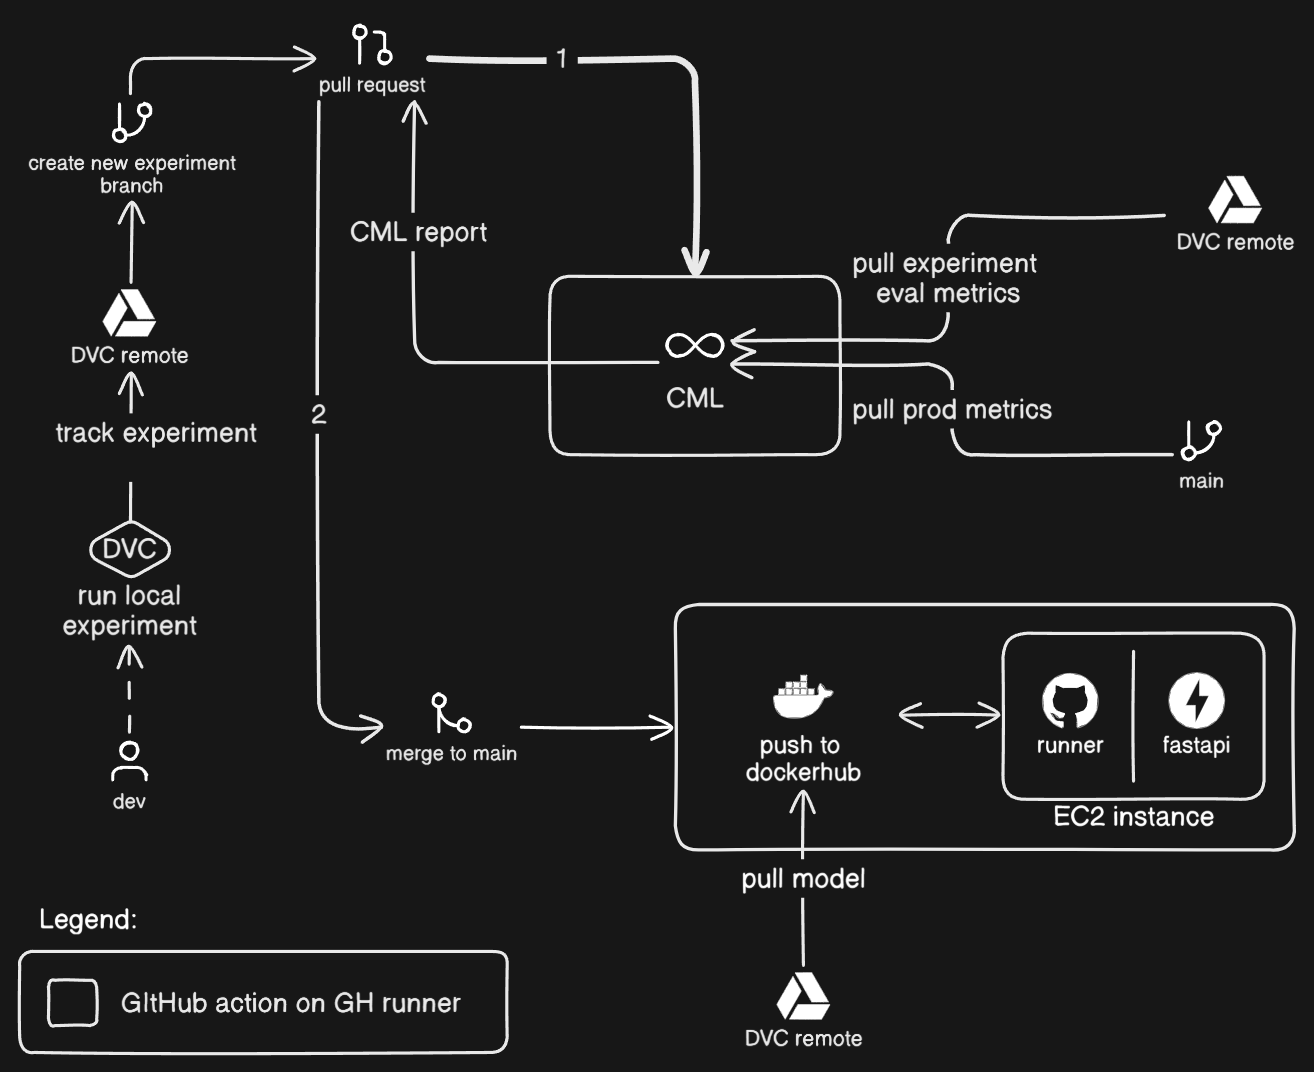 1
pull request
create new experiment
branch
CML report
DVC remote
pull experiment
eval metrics
DVC remote
CML
pull prod metrics
2
track experiment
main
DVC
run local
experiment
push to
dockerhub
runner
fastapi
merge to main
dev
EC2 instance
pull model
Legend:
GItHub action on GH runner
DVC remote